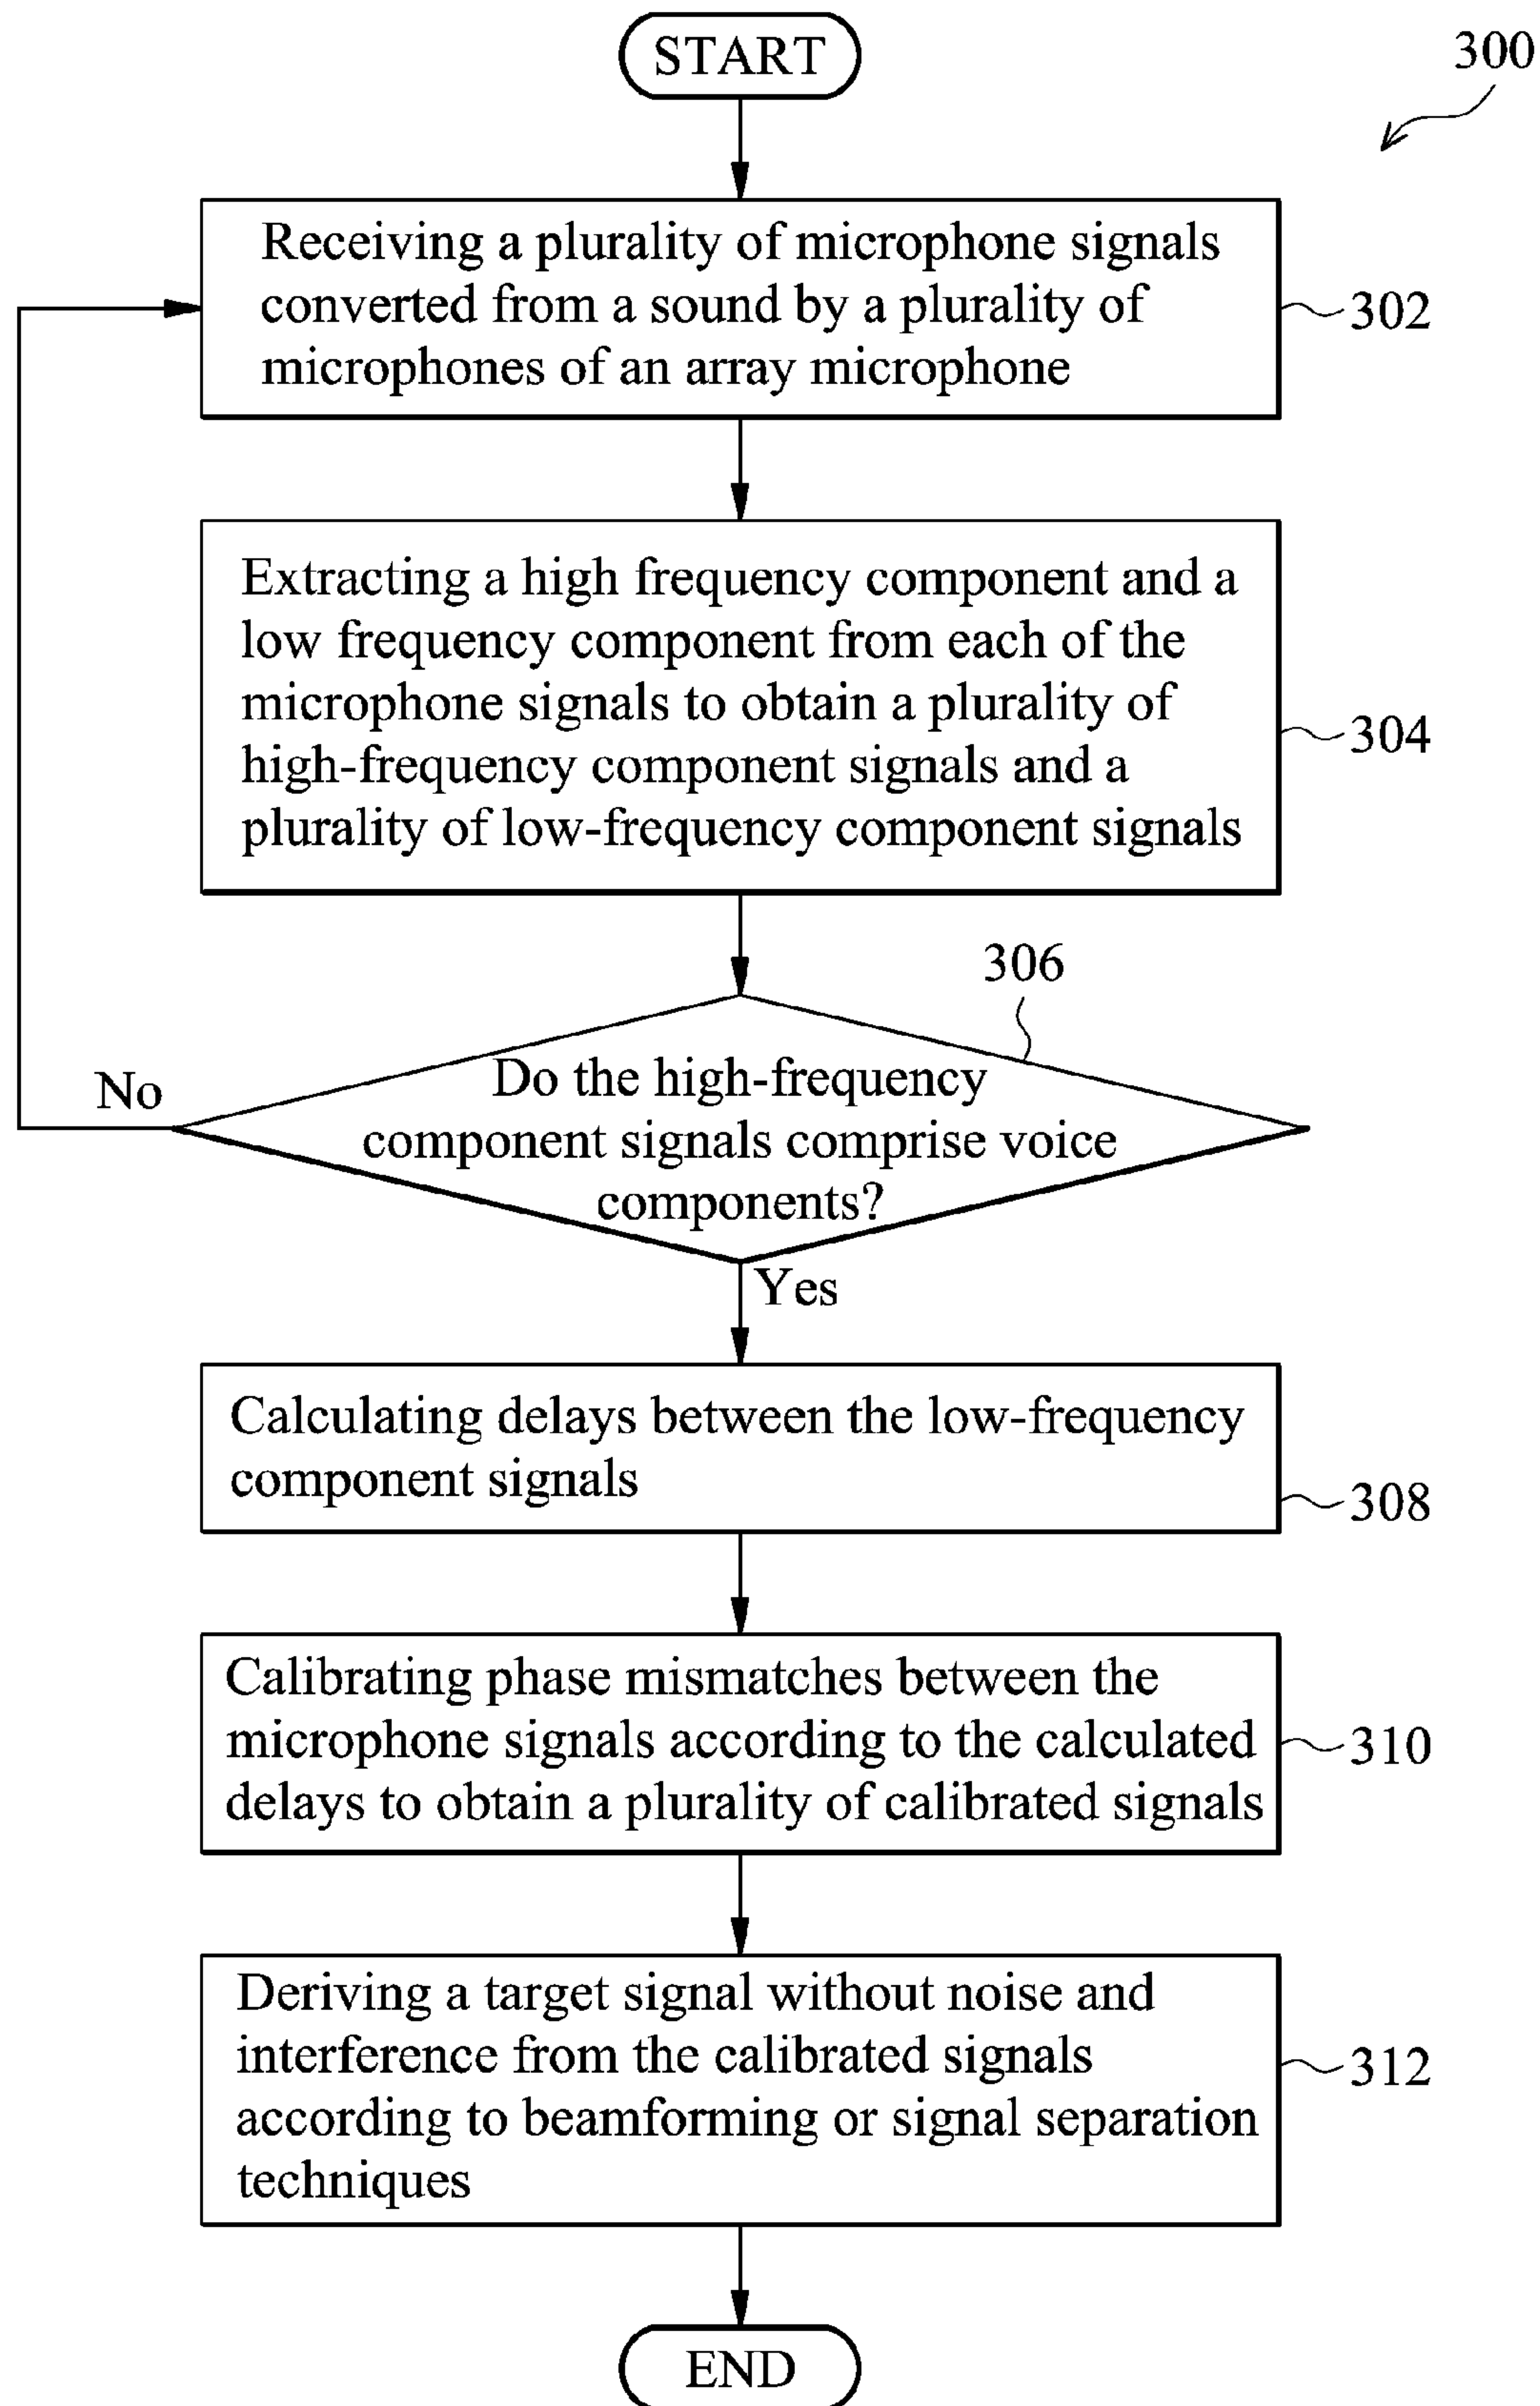 START
300
Receiving a plurality of microphone signals
converted from a sound by a plurality of
microphones of an array microphone
302
Extracting a high frequency component and a
low frequency component from each of the
microphone signals to obtain a plurality of
high-frequency component signals and a
plurality of low-frequency component signals
304
306
Do the high-frequency
component signals comprise voice
components?
No
Yes
Calculating delays between the low-frequency
component signals
308
Calibrating phase mismatches between the
microphone signals according to the calculated
delays to obtain a plurality of calibrated signals
310
Deriving a target signal without noise and
interference from the calibrated signals
according to beamforming or signal separation
techniques
312
END